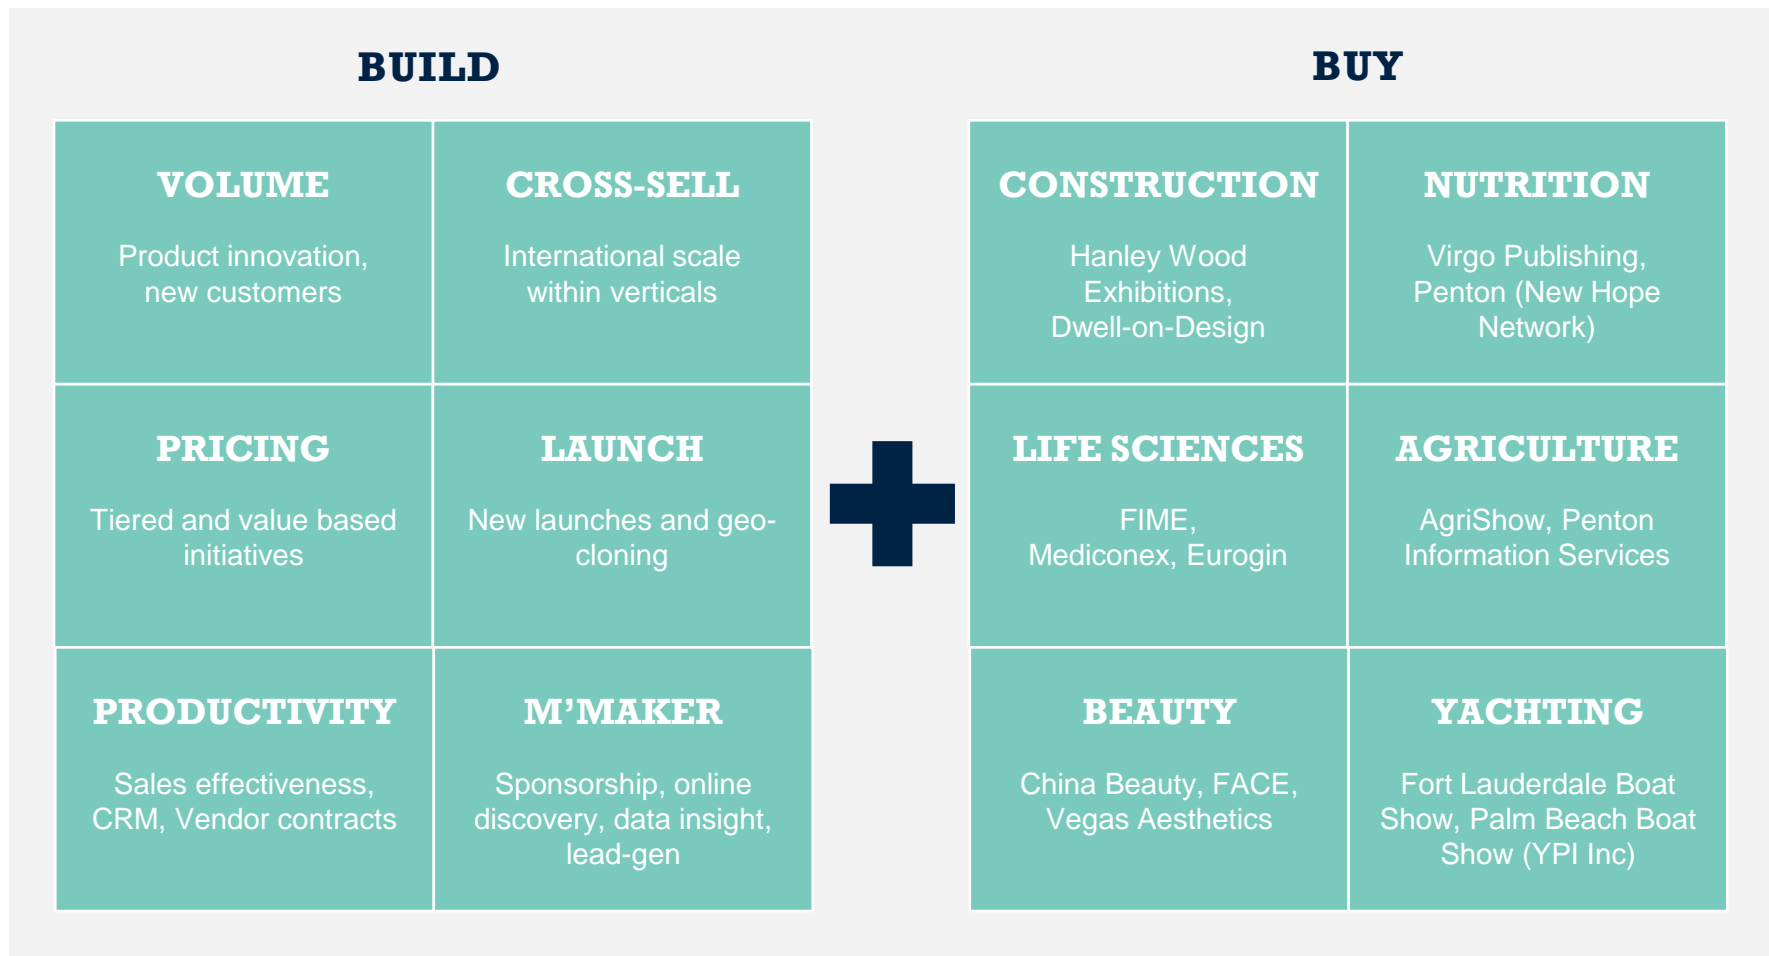 BUILD
VOLUME
Product innovation,
new customers
CROSS-SELL
International scale
within verticals
PRICING
Tiered and value based
initiatives
LAUNCH
New launches and geo-
cloning
PRODUCTIVITY
Sales effectiveness,
CRM, Vendor contracts
M’MAKER
Sponsorship, online
discovery, data insight,
lead-gen
BUY
CONSTRUCTION
Hanley Wood
Exhibitions,
Dwell-on-Design
NUTRITION
Virgo Publishing,
Penton (New Hope
Network)
LIFE SCIENCES
FIME,
Mediconex, Eurogin
AGRICULTURE
AgriShow, Penton
Information Services
BEAUTY
China Beauty, FACE,
Vegas Aesthetics
YACHTING
Fort Lauderdale Boat
Show, Palm Beach Boat
Show (YPI Inc)